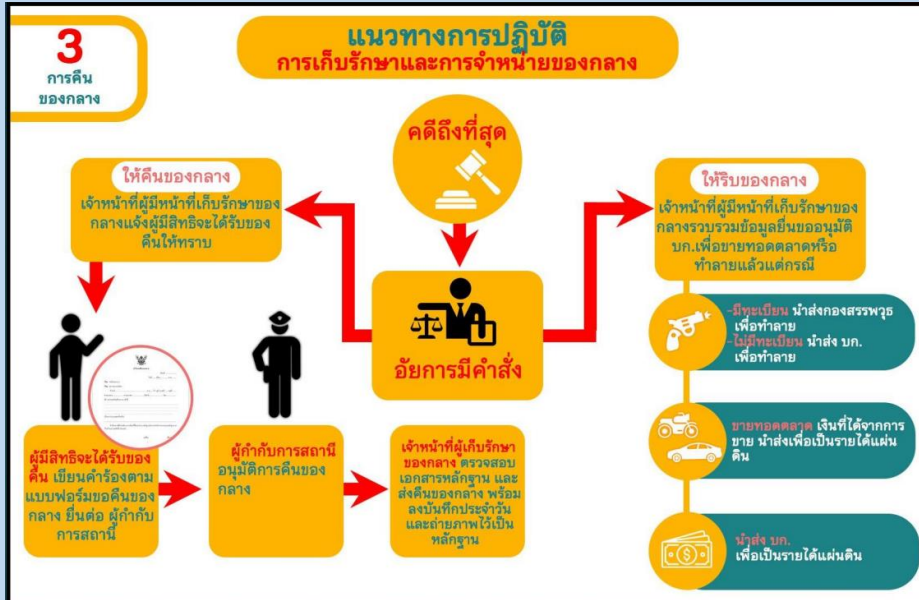 3
การคืน
ของกลาง
แนวทางการปฏิบัติ
การเก็บรักษาและการจำหน่ายของกลาง
คดีถึงที่สุด
ให้คืนของกลาง
เจ้าหน้าที่ผู้มีหน้าที่เก็บรักษาของ
กลางแจ้งผู้มีสิทธิจะได้รับของ
คืนให้ทราบ
อัยการมีคำสั่ง
ให้ริบของกลาง
เจ้าหน้าที่ผู้มีหน้าที่เก็บรักษาของ
กลางรวบรวมข้อมูลยื่นขออนุมัติ
บก.เพื่อขายทอดตลาดหรือ
ทำลายแล้วแต่กรณี
-มีทะเบียน นำส่งกองสรรพวุธ
เพื่อทำลาย
-ไม่มีทะเบียน นำส่ง บก.
เพื่อทำลาย
ขายทอดตลาด เงินที่ได้จากการ
ขาย นำส่งเพื่อเป็นรายได้แผ่น
ดิน
นำส่ง บก.
เพื่อเป็นรายได้แผ่นดิน
ผู้มีสิทธิจะได้รับของ
คืน เขียนคำร้องตาม
แบบฟอร์มขอคืนของ
กลาง ยื่นต่อ ผู้กำกับ
การสถานี
ผู้กำกับการสถานี
อนุมัติการคืนของ
กลาง
เจ้าหน้าที่ผู้เก็บรักษา
ของกลาง ตรวจสอบ
เอกสารหลักฐาน และ
ส่งคืนของกลาง พร้อม
ลงบันทึกประจำวัน
และถ่ายภาพไว้เป็น
หลักฐาน